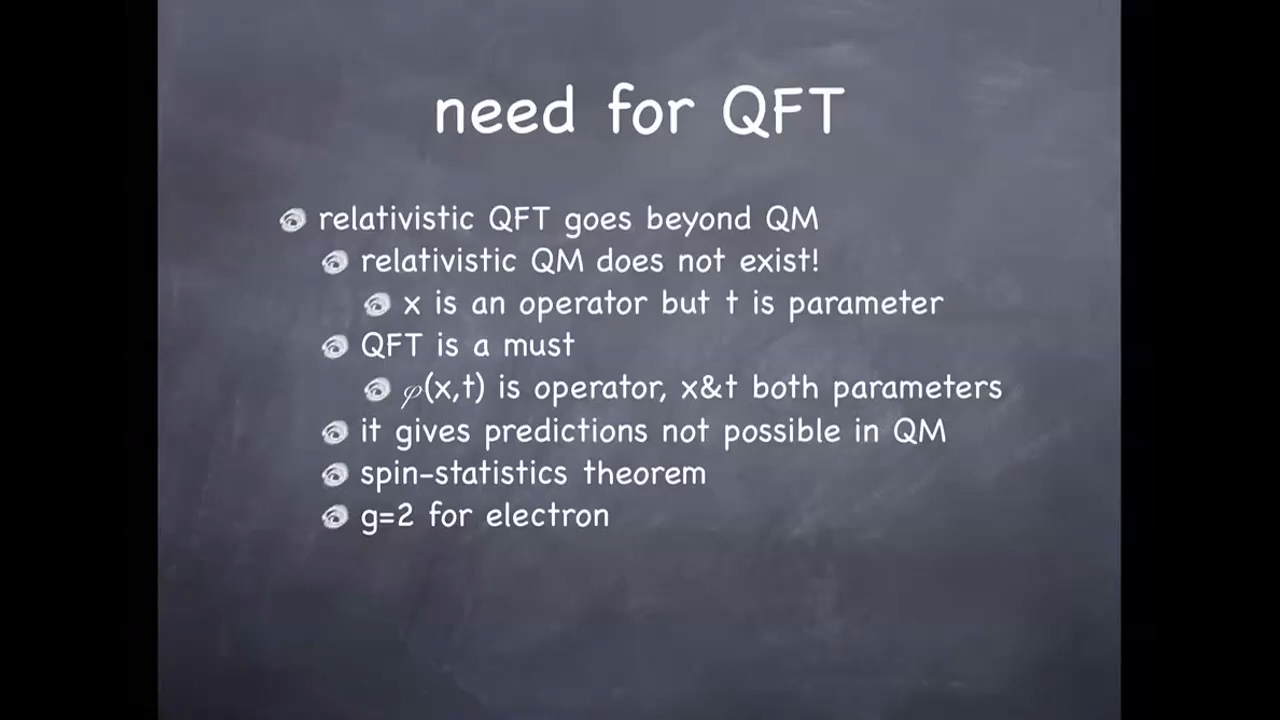 need for QFT
relativistic QFT goes beyond QM
relativistic QM does not exist!
x is an operator but t is parameter
QFT is a must
φ(x,t) is operator, x&t both parameters
it gives predictions not possible in QM
spin-statistics theorem
g=2 for electron